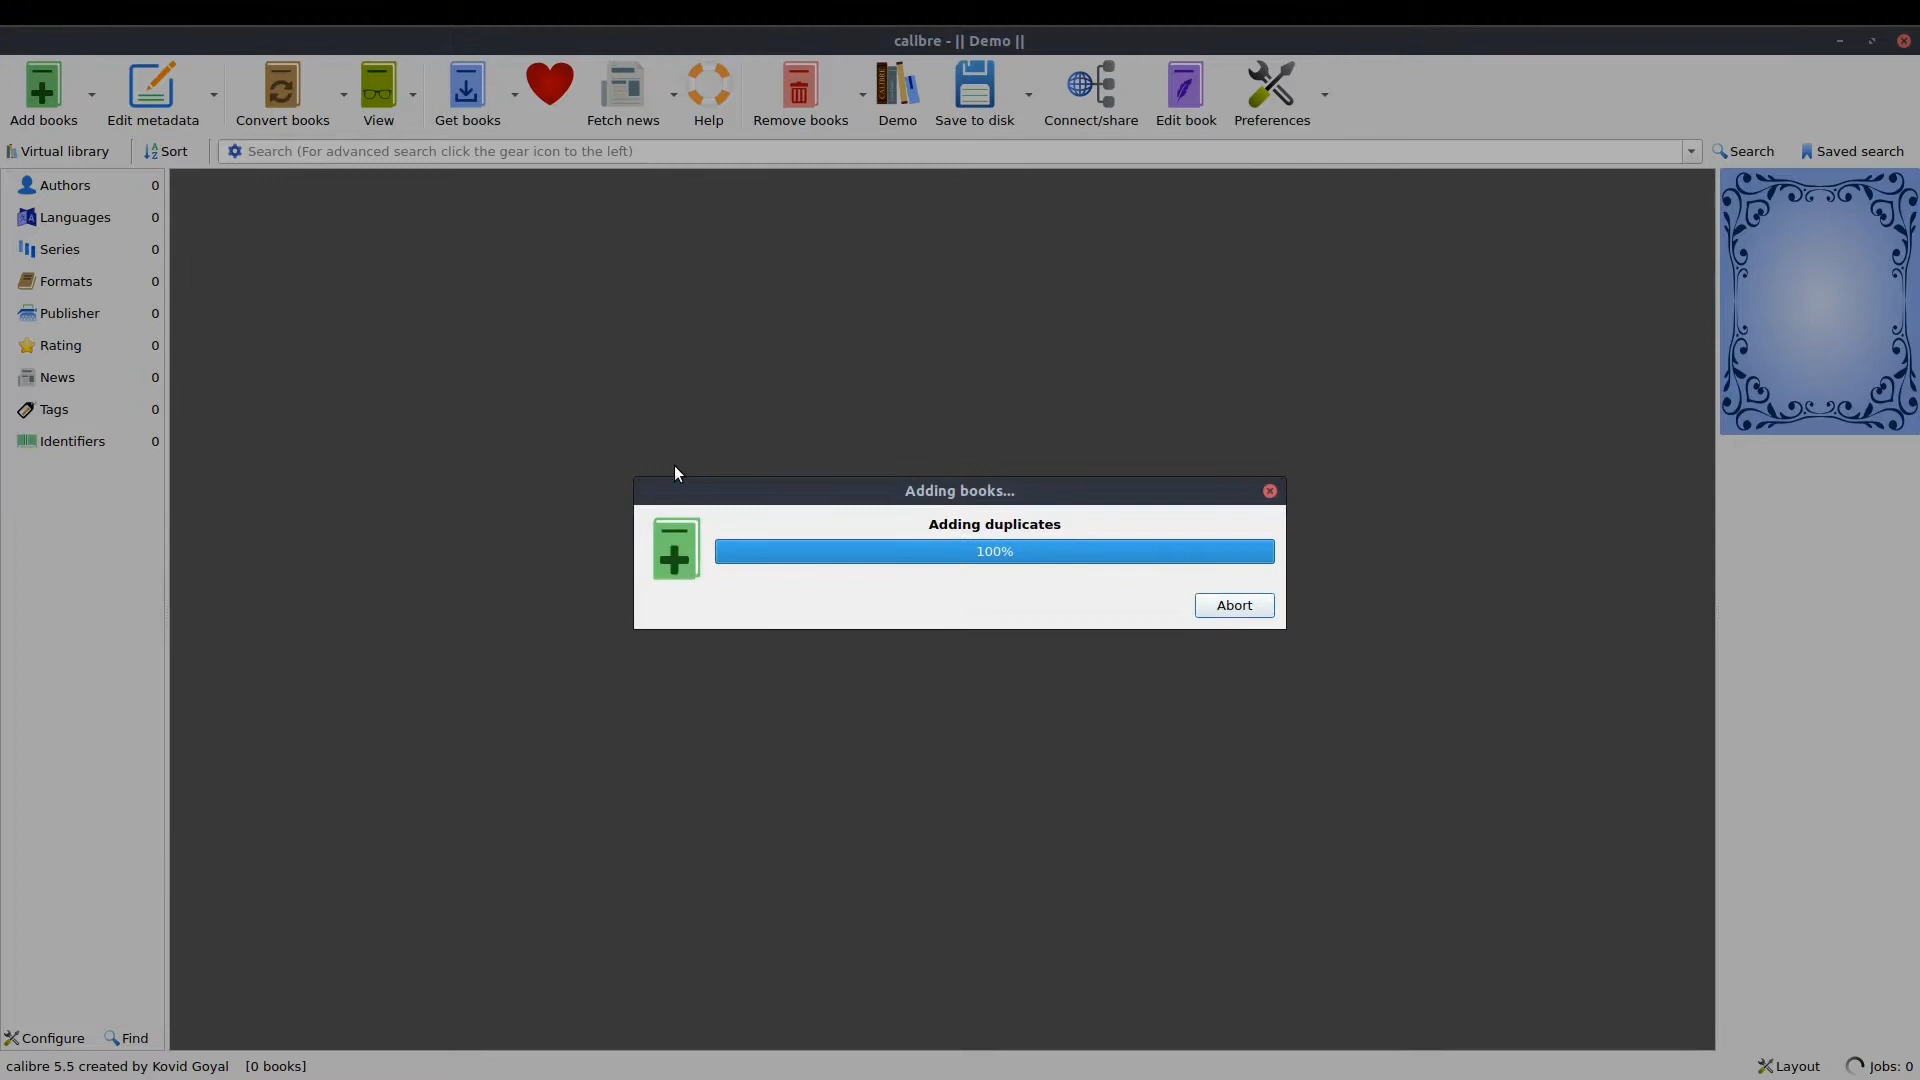 calibre - || Demo ||
Add books
Edit metadata
Convert books
View
Get books
Fetch news
Help
Remove books
CALIBRE
Demo
Save to disk
Connect/share
Edit book
Preferences
Virtual library
Sort
Search (For advanced search click the gear icon to the left)
Search
Saved search
Authors 0
Languages 0
Series 0
Formats 0
Publisher 0
Rating 0
News 0
Tags 0
Identifiers 0
Adding books...
Adding duplicates
100%
Abort
Configure
Find
calibre 5.5 created by Kovid Goyal [0 books]
Layout
Jobs: 0